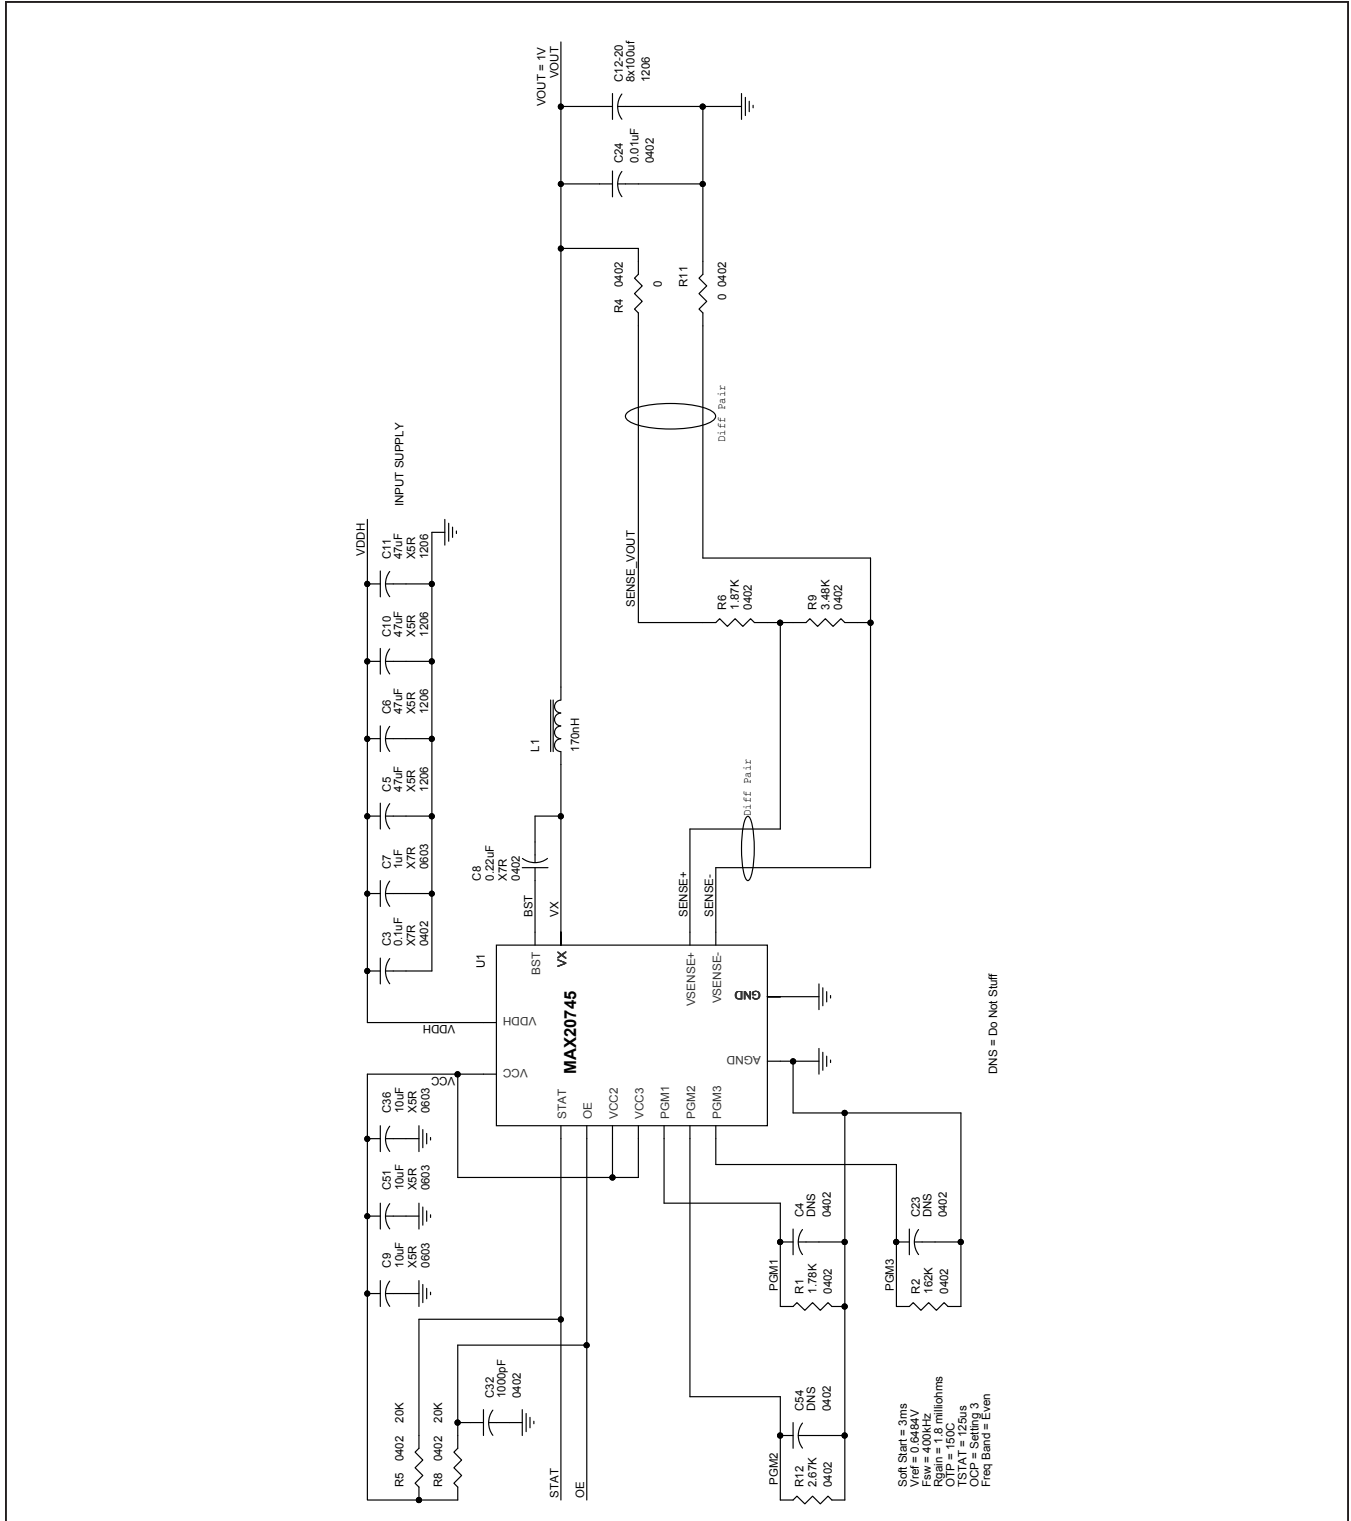 VOUT = 1V
VOUT
C12-20
8x100uf
1206
C24
0.01uF
0402
R4 0402
0
R11
0 0402
Diff Pair
INPUT SUPPLY
VDDH
C11
47uF
X5R
1206
C10
47uF
X5R
1206
C6
47uF
X5R
1206
C5
47uF
X5R
1206
C7
1uF
X7R
0603
C3
0.1uF
X7R
0402
SENSE_VOUT
R6
1.87K
0402
R9
3.48K
0402
L1
170nH
Diff Pair
C8
0.22uF
X7R
0402
BST
VX
SENSE+
SENSE-
U1
MAX20745
BST
VX
VSENSE+
VSENSE-
GND
AGND
VDDH
VCC
STAT
OE
VCC2
VCC3
PGM1
PGM2
PGM3
VDDH
VCC
C36
10uF
X5R
0603
C51
10uF
X5R
0603
C9
10uF
X5R
0603
R5 0402 20K
R8 0402 20K
C32
1000pF
0402
STAT
OE
PGM1
C4
DNS
0402
R1
1.78K
0402
PGM3
C23
DNS
0402
R2
162K
0402
PGM2
C54
DNS
0402
R12
2.67K
0402
DNS = Do Not Stuff
Soft Start = 3ms
Vref = 0.6484V
Fsw = 400kHz
Rgain = 1.8 milliohms
OTP = 150C
TSTAT = 125us
OCP = Setting 3
Freq Band = Even